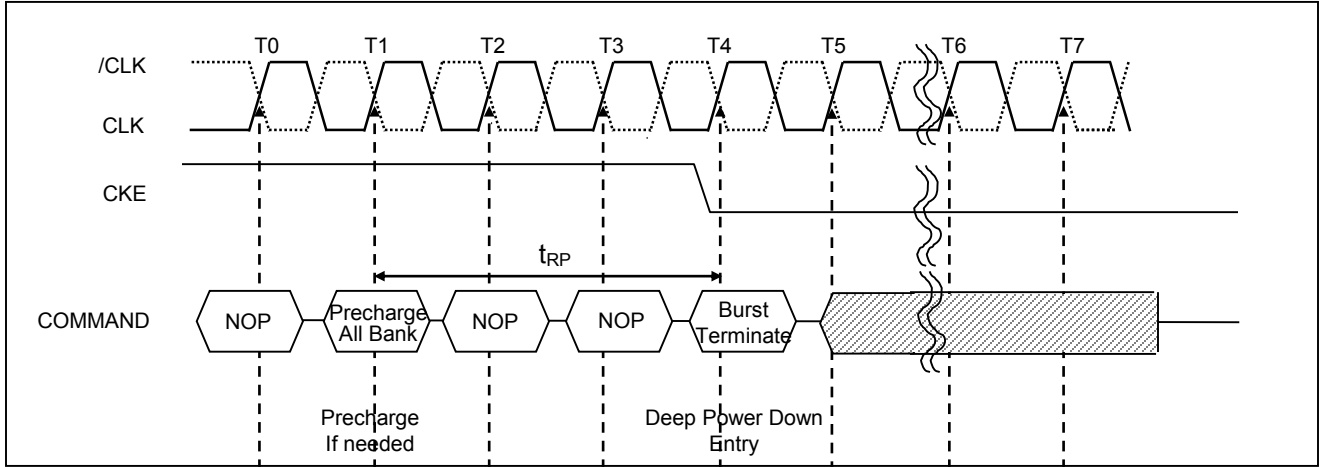 T0 T1 T2 T3 T4 T5 T6 T7
/CLK
CLK
CKE
tRP
COMMAND
NOP
Precharge
All Bank
NOP
NOP
Burst
Terminate
Precharge
If needed
Deep Power Down
Entry